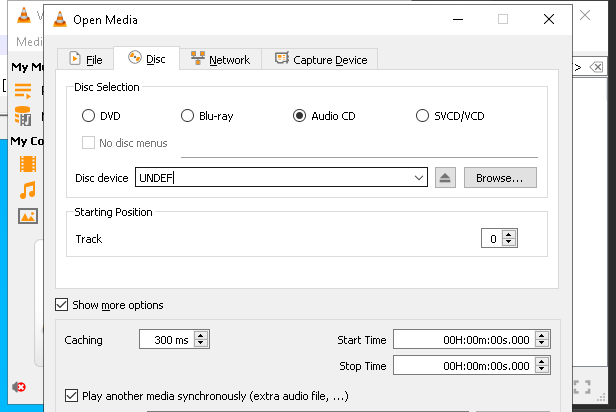 V
Open Media
Medi
File
Disc
Network
Capture Device
>
My M
Disc Selection
DVD
Blu-ray
Audio CD
SVCD/VCD
No disc menus
My Co
Disc device
UNDEF
Browse...
Starting Position
Track
0
Show more options
Caching
300 ms
Start Time
00H:00m:00s.000
Stop Time
00H:00m:00s.000
Play another media synchronously (extra audio file, ...)